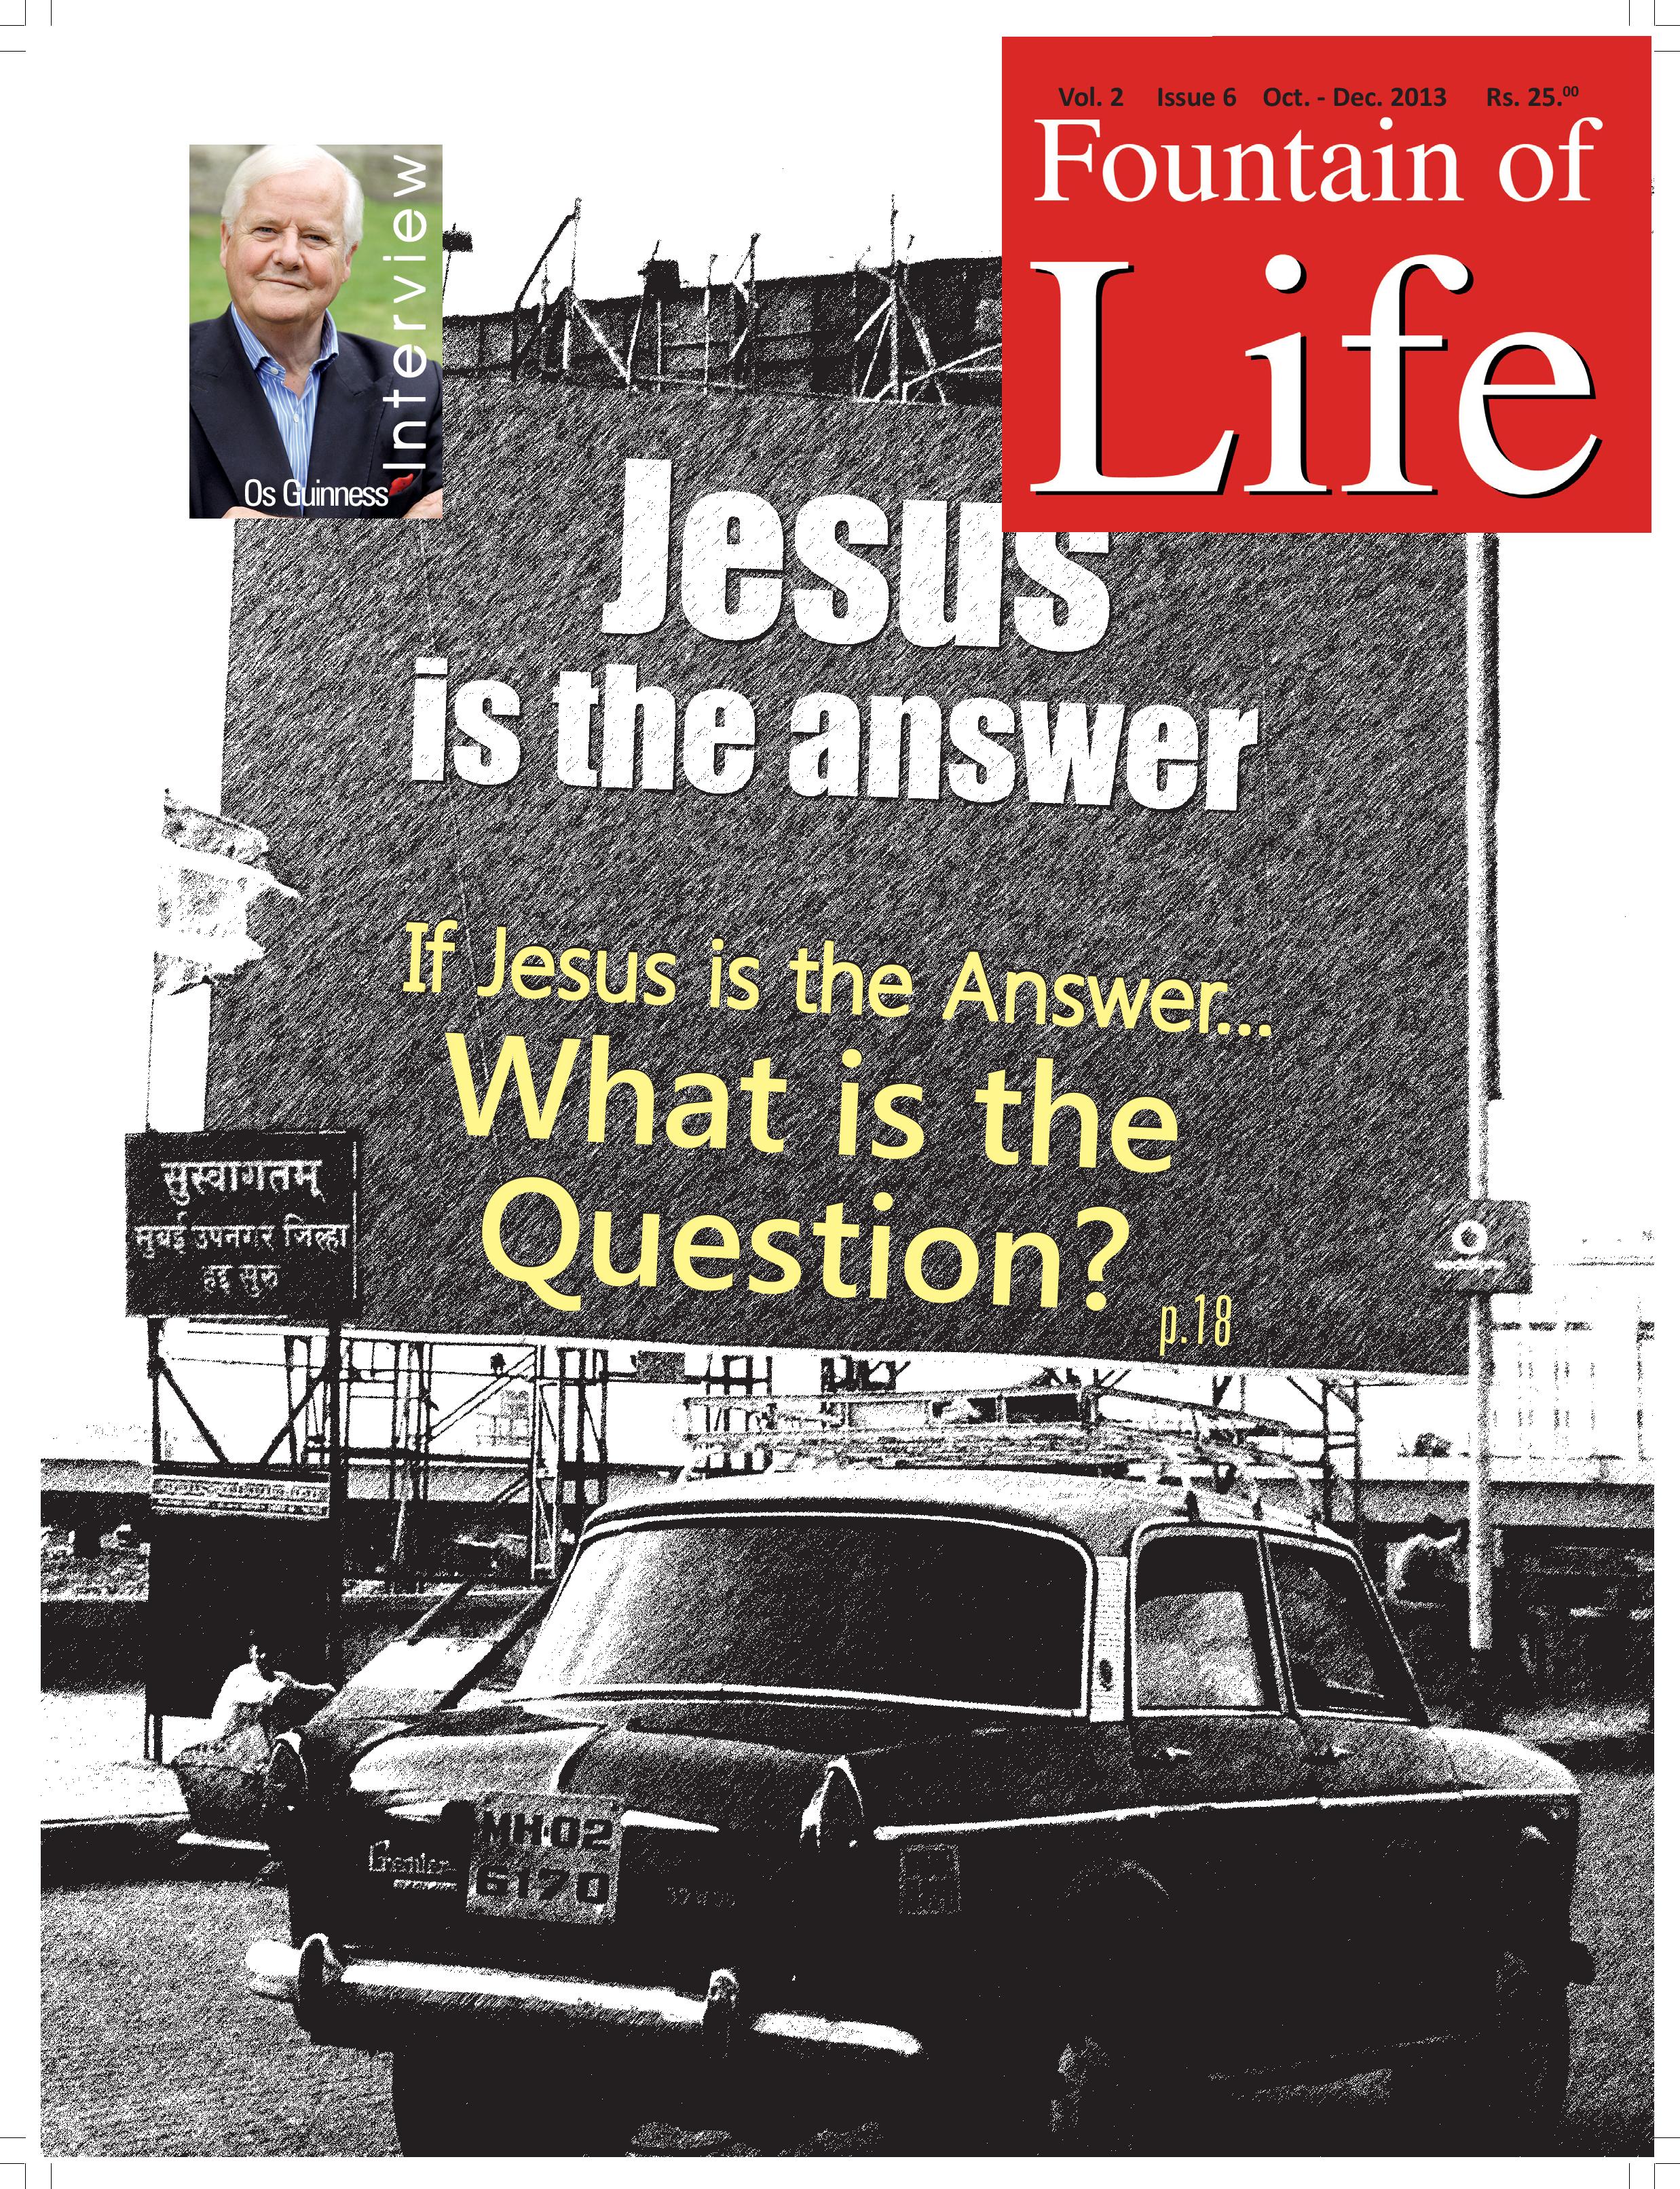 Vol. 2 Issue 6 Oct. - Dec. 2013 Rs. 25.00
Fountain of
Life
Interview
Os Guinness
Jesus
is the answer
If Jesus is the Answer...
What is the
Question?
p.18
सुस्वागतम्
मुंबई उपनगर जिल्हा
हद्द सुरु
MH·02
6170